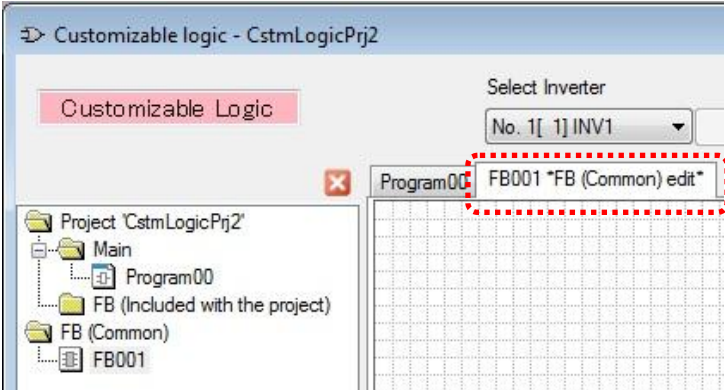 Customizable logic - CstmLogicPrj2
Customizable Logic
Select Inverter
No. 1[ 1] INV1
Program00
FB001 *FB (Common) edit*
Project 'CstmLogicPrj2'
Main
Program00
FB (Included with the project)
FB (Common)
FB001